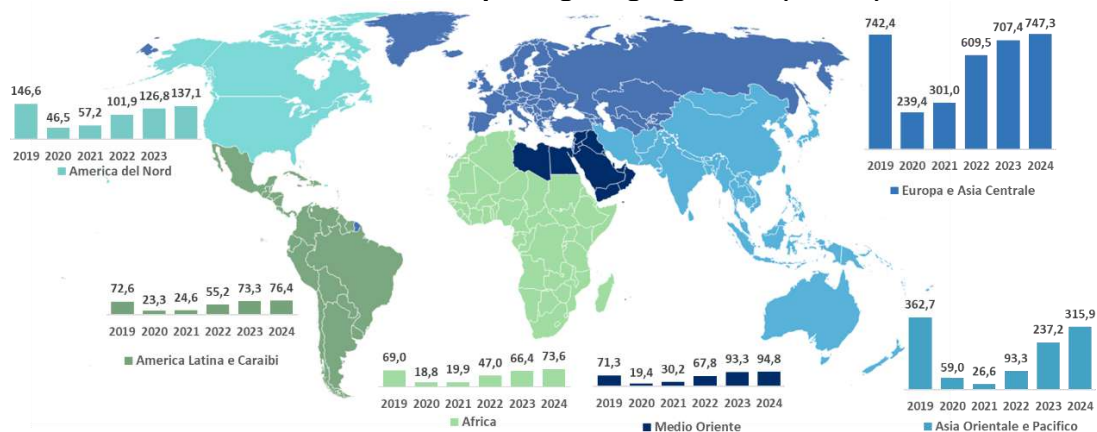 146,6 46,5 57,2 101,9 126,8 137,1
2019 2020 2021 2022 2023
America del Nord
742,4 239,4 301,0 609,5 707,4 747,3
2019 2020 2021 2022 2023 2024
Europa e Asia Centrale
72,6 23,3 24,6 55,2 73,3 76,4
2019 2020 2021 2022 2023 2024
America Latina e Caraibi
69,0 18,8 19,9 47,0 66,4 73,6
2019 2020 2021 2022 2023 2024
Africa
71,3 19,4 30,2 67,8 93,3 94,8
2019 2020 2021 2022 2023 2024
Medio Oriente
362,7 59,0 26,6 93,3 237,2 315,9
2019 2020 2021 2022 2023 2024
Asia Orientale e Pacifico